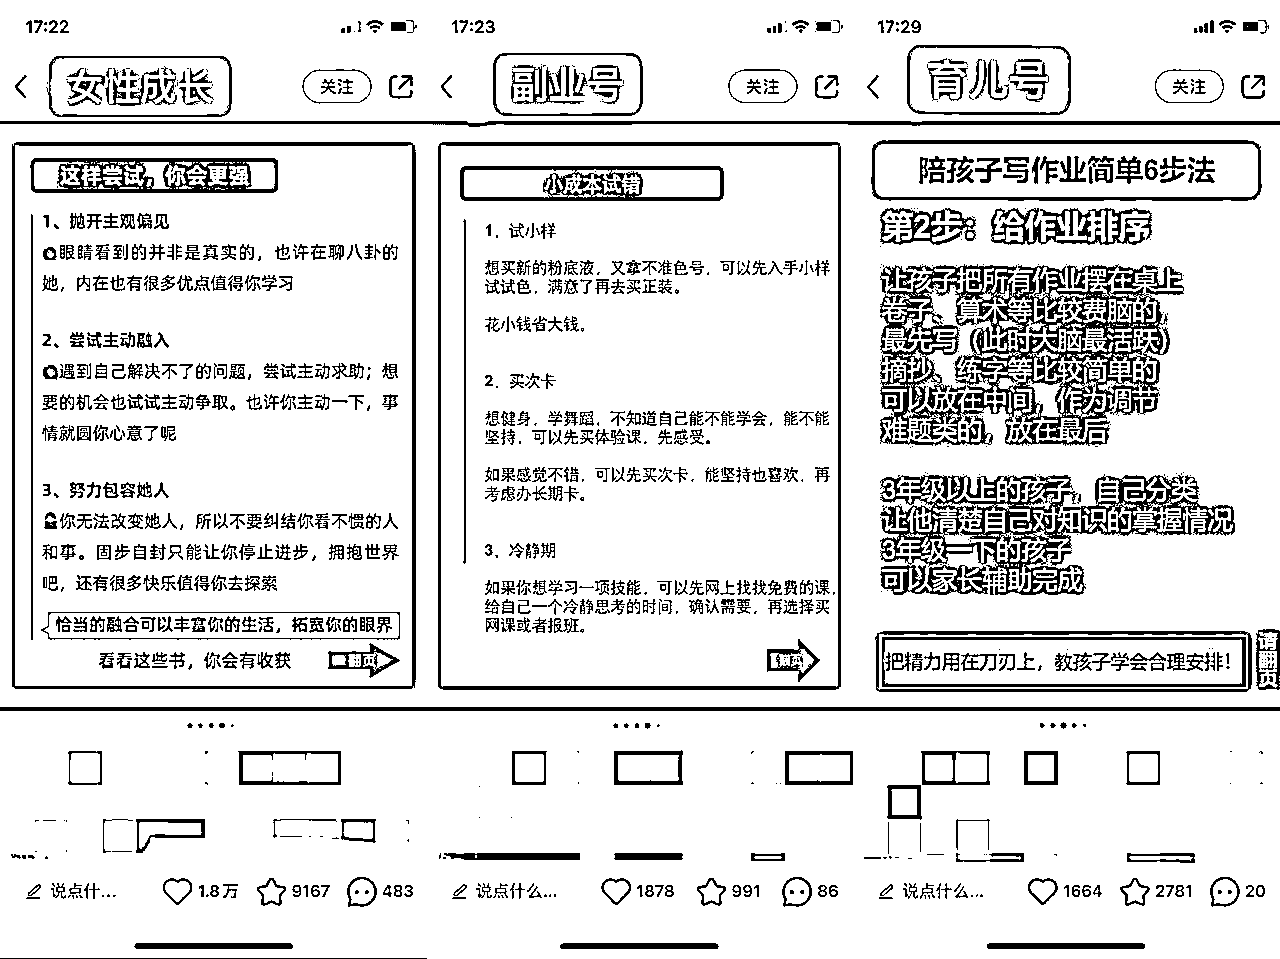 17:22
女性成长
关注
这样尝试，你会更强
1、抛开主观偏见
眼睛看到的并非是真实的，也许在聊八卦的
她，内在也有很多优点值得你学习
2、尝试主动融入
遇到自己解决不了的问题，尝试主动求助；想
要的机会也试试主动争取。也许你主动一下，事
情就圆你心意了呢
3、努力包容她人
你无法改变她人，所以不要纠结你看不惯的人
和事。固步自封只能让你停止进步，拥抱世界
吧，还有很多快乐值得你去探索
恰当的融合可以丰富你的生活，拓宽你的眼界
看看这些书，你会有收获
翻页
说点什...
1.8万
9167
483
17:23
副业号
关注
小成本试错
1．试小样
想买新的粉底液，又拿不准色号，可以先入手小样
试试色，满意了再去买正装。
花小钱省大钱。
2．买次卡
想健身，学舞蹈，不知道自己能不能学会，能不能
坚持，可以先买体验课，先感受。
如果感觉不错，可以先买次卡，能坚持也喜欢，再
考虑办长期卡。
3．冷静期
如果你想学习一项技能，可以先网上找找免费的课，
给自己一个冷静思考的时间，确认需要，再选择买
网课或者报班。
翻页
说点什么...
1878
991
86
17:29
育儿号
关注
陪孩子写作业简单6步法
第2步：给作业排序
让孩子把所有作业摆在桌上
卷子、算术等比较费脑的，
最先写（此时大脑最活跃）
摘抄、练字等比较简单的
可以放在中间，作为调节
难题类的，放在最后
3年级以上的孩子，自己分类
让他清楚自己对知识的掌握情况
3年级一下的孩子
可以家长辅助完成
把精力用在刀刃上，教孩子学会合理安排！
请翻页
说点什么...
1664
2781
20